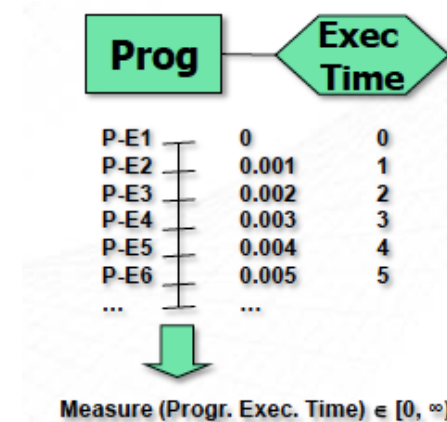 Prog
Exec
Time
P-E1 0 0
P-E2 0.001 1
P-E3 0.002 2
P-E4 0.003 3
P-E5 0.004 4
P-E6 0.005 5
... ...
Measure (Progr. Exec. Time) ∈ [0, ∞)